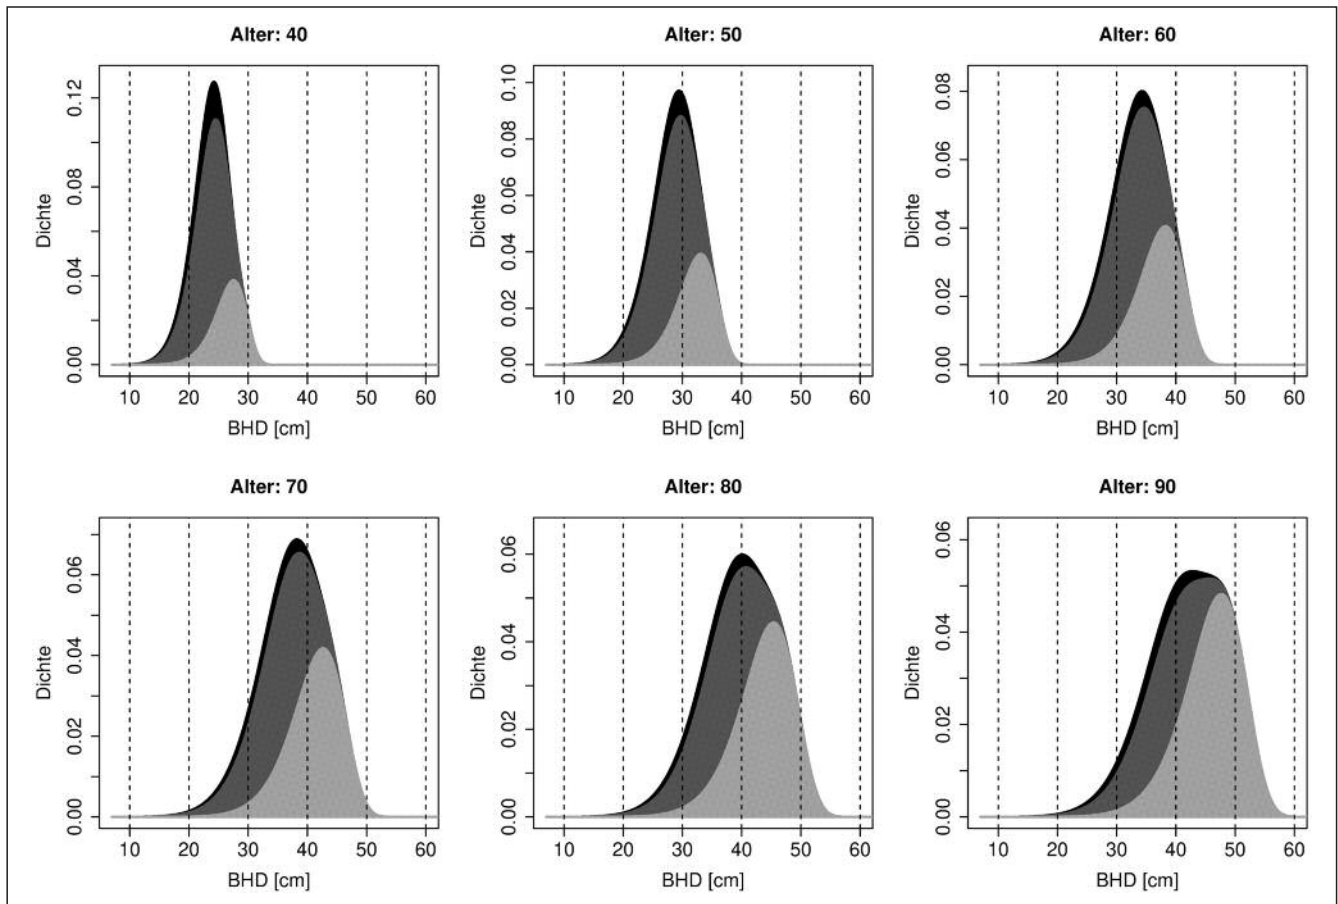 Alter: 40
0.00 0.04 0.08 0.12
Dichte
10 20 30 40 50 60
BHD [cm]
Alter: 50
0.00 0.02 0.04 0.06 0.08 0.10
Dichte
10 20 30 40 50 60
BHD [cm]
Alter: 60
0.00 0.02 0.04 0.06 0.08
Dichte
10 20 30 40 50 60
BHD [cm]
Alter: 70
0.00 0.02 0.04 0.06
Dichte
10 20 30 40 50 60
BHD [cm]
Alter: 80
0.00 0.02 0.04 0.06
Dichte
10 20 30 40 50 60
BHD [cm]
Alter: 90
0.00 0.02 0.04 0.06
Dichte
10 20 30 40 50 60
BHD [cm]